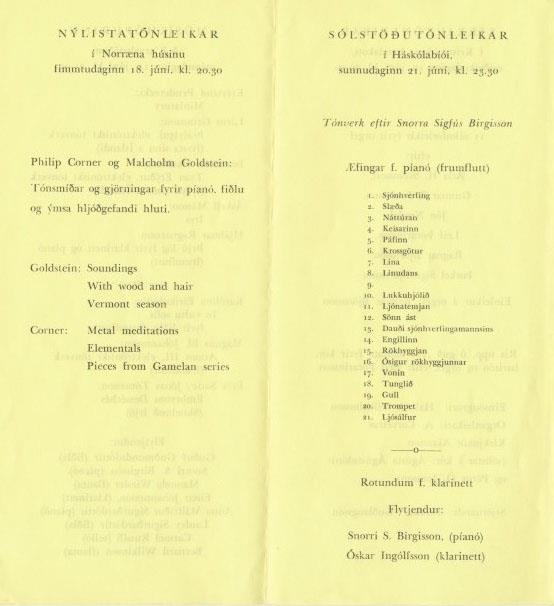 NÝLISTATÓNLEIKAR
í Norræna húsinu
fimmtudaginn 18. júní, kl. 20.30
Philip Corner og Malcholm Goldstein:
Tónsmíðar og gjörningar fyrir píanó, fiðlu
og ýmsa hljóðgefandi hluti.
Goldstein: Soundings
With wood and hair
Vermont season
Corner: Metal meditations
Elementals
Pieces from Gamelan series
SÓLSTÖÐUTÓNLEIKAR
í Háskólabíói,
sunnudaginn 21. júní, kl. 23.30
Tónverk eftir Snorra Sigfús Birgisson
Æfingar f. píanó (frumflutt)
1. Sjónhverfing
2. Slæða
3. Náttúran
4. Keisarinn
5. Páfinn
6. Krossgötur
7. Lína
8. Línudans
9.
10. Lukkuhjólið
11. Ljónatemjan
12. Sönn ást
13. Dauði sjónhverfingamannsins
14. Engillinn
15. Rökhyggjan
16. Ósigur rökhyggjunnar
17. Vonin
18. Tunglið
19. Gull
20. Trompet
21. Ljósálfur
Rotundum f. klarínett
Flytjendur:
Snorri S. Birgisson, (píanó)
Óskar Ingólfsson (klarinett)